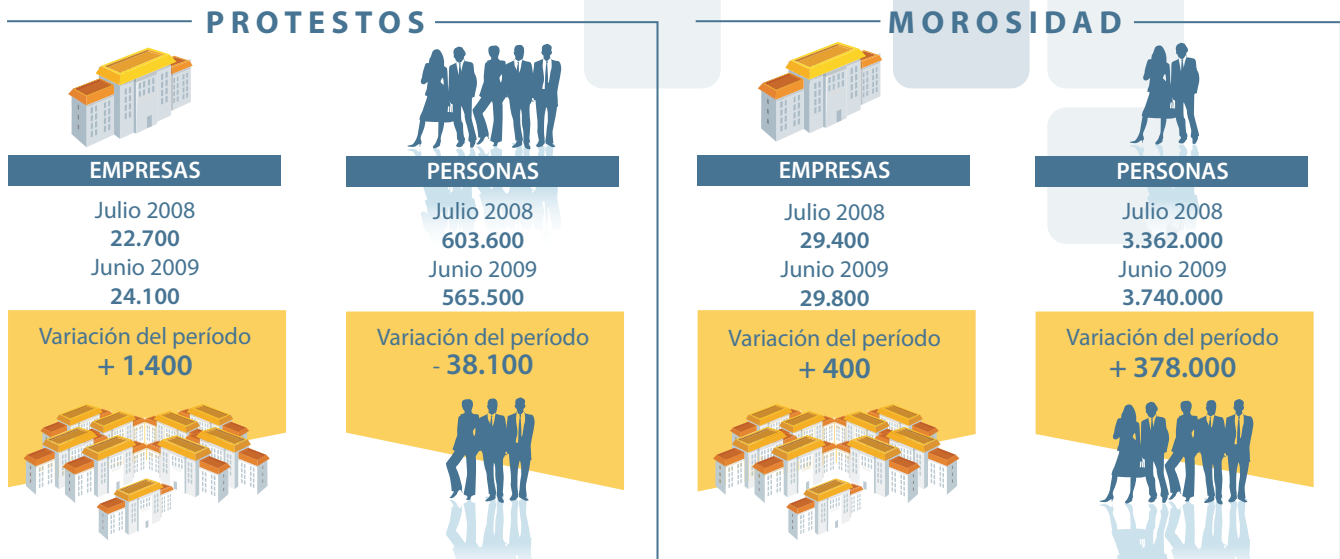 PROTESTOS
EMPRESAS
Julio 2008
22.700
Junio 2009
24.100
Variación del período
+ 1.400
PERSONAS
Julio 2008
603.600
Junio 2009
565.500
Variación del período
- 38.100
MOROSIDAD
EMPRESAS
Julio 2008
29.400
Junio 2009
29.800
Variación del período
+ 400
PERSONAS
Julio 2008
3.362.000
Junio 2009
3.740.000
Variación del período
+ 378.000